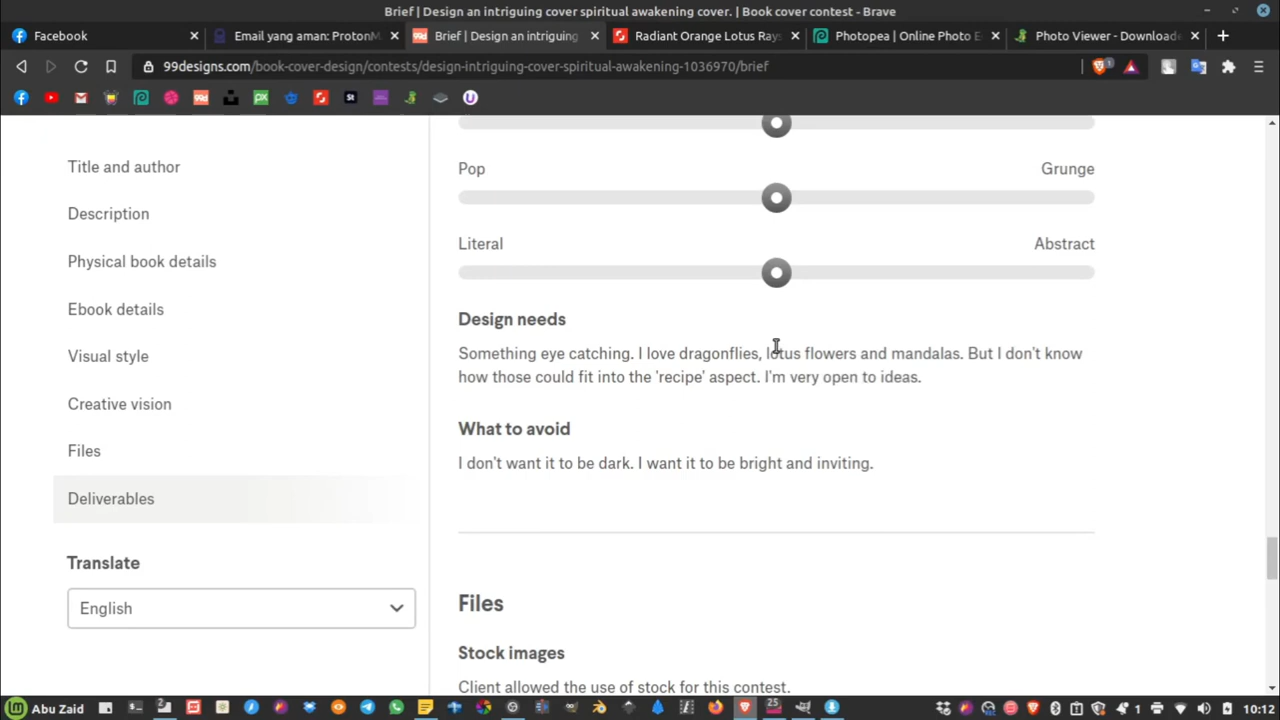 Brief | Design an intriguing cover spiritual awakening cover. | Book cover contest - Brave
Facebook
Email yang aman: ProtonM
Brief | Design an intriguing
Radiant Orange Lotus Rays
Photopea | Online Photo E
Photo Viewer - Downloade
99designs.com/book-cover-design/contests/design-intriguing-cover-spiritual-awakening-1036970/brief
Title and author
Description
Physical book details
Ebook details
Visual style
Creative vision
Files
Deliverables
Translate
English
Pop
Grunge
Literal
Abstract
Design needs
Something eye catching. I love dragonflies, lotus flowers and mandalas. But I don't know
how those could fit into the 'recipe' aspect. I'm very open to ideas.
What to avoid
I don't want it to be dark. I want it to be bright and inviting.
Files
Stock images
Client allowed the use of stock for this contest.
Abu Zaid
1
10:12